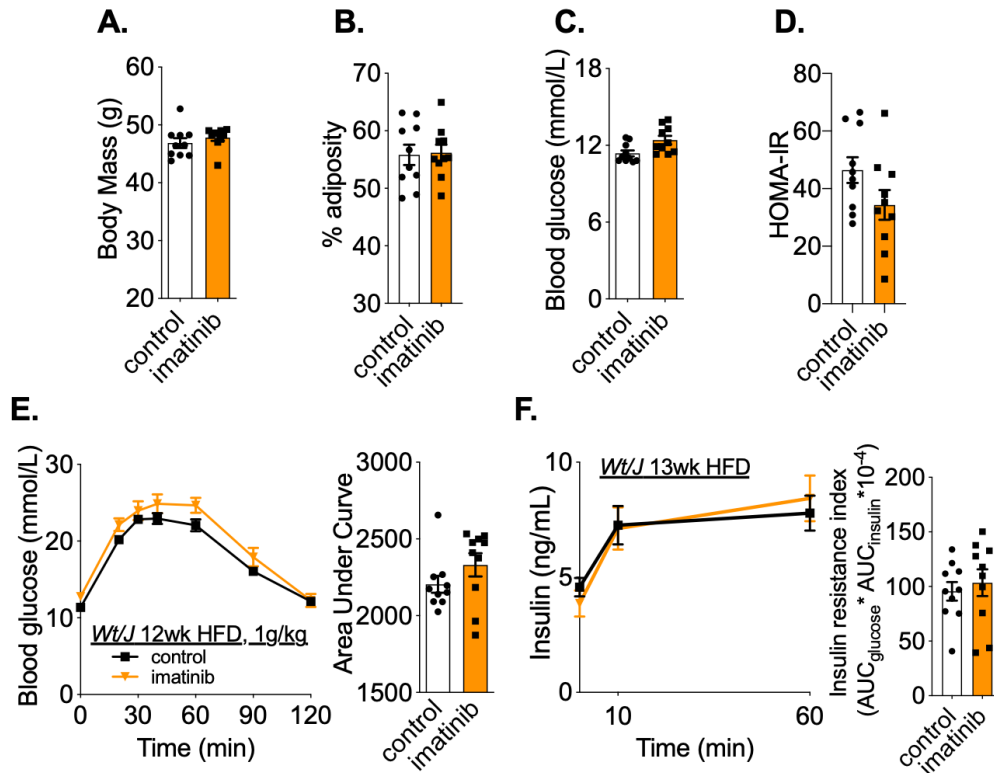 A.
Body Mass (g)
60
50
40
30
20
control
imatinib
B.
% adiposity
70
60
50
40
30
control
imatinib
C.
Blood glucose (mmol/L)
18
12
6
0
control
imatinib
D.
HOMA-IR
80
60
40
20
0
control
imatinib
E.
Blood glucose (mmol/L)
30
20
10
0
Wt/J 12wk HFD, 1g/kg
control
imatinib
0 30 60 90 120
Time (min)
Area Under Curve
3000
2500
2000
1500
control
imatinib
F.
Insulin (ng/mL)
10
5
0
Wt/J 13wk HFD
10 60
Time (min)
Insulin resistance index
(AUCglucose* AUCInsulin*10-4)
200
150
100
50
0
control
imatinib